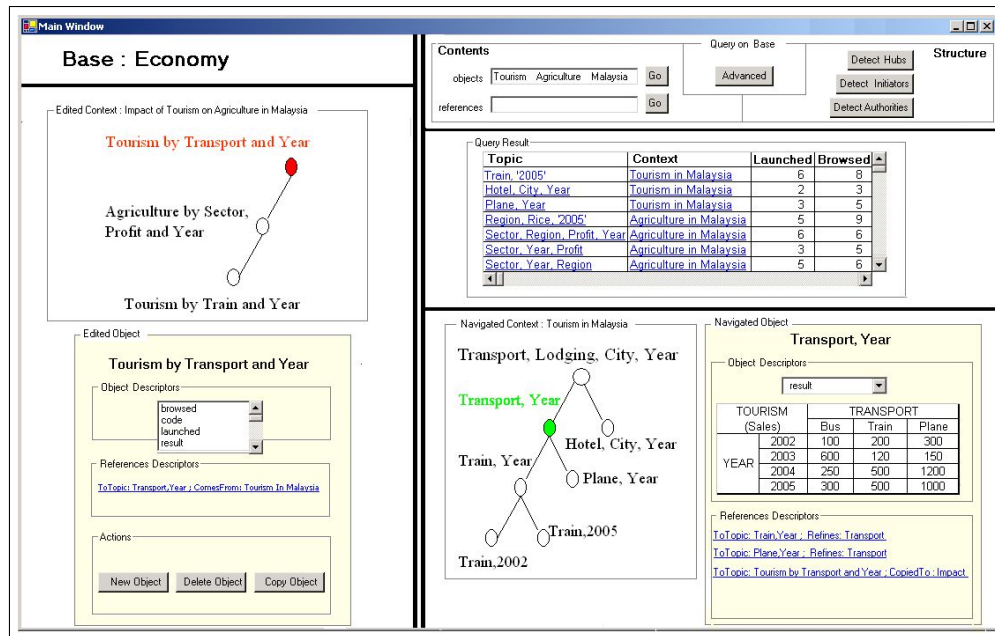 Main Window
Base : Economy
Edited Context : Impact of Tourism on Agriculture in Malaysia
Tourism by Transport and Year
Agriculture by Sector,
Profit and Year
Tourism by Train and Year
Edited Object
Tourism by Transport and Year
Object Descriptors
browsed
code
launched
result
References Descriptors
ToTopic: Transport,Year ; ComesFrom: Tourism In Malaysia
Actions
New Object Delete Object Copy Object
Contents
objects Tourism Agriculture Malaysia Go
references Go
Query on Base
Advanced
Structure
Detect Hubs
Detect Initiators
Detect Authorities
Query Result
Topic Context Launched Browsed
Train, '2005' Tourism in Malaysia 6 8
Hotel, City, Year Tourism in Malaysia 2 3
Plane, Year Tourism in Malaysia 3 5
Region, Rice, '2005' Agriculture in Malaysia 5 9
Sector, Region, Profit, Year Agriculture in Malaysia 6 6
Sector, Year, Profit Agriculture in Malaysia 3 5
Sector, Year, Region Agriculture in Malaysia 5 6
Navigated Context : Tourism in Malaysia
Transport, Lodging, City, Year
Transport, Year
Hotel, City, Year
Train, Year
Plane, Year
Train,2005
Train,2002
Navigated Object
Transport, Year
Object Descriptors
result
TOURISM TRANSPORT
(Sales) Bus Train Plane
YEAR
2002 100 200 300
2003 600 120 150
2004 250 500 1200
2005 300 500 1000
References Descriptors
ToTopic: Train,Year ; Refines: Transport
ToTopic: Plane,Year ; Refines: Transport
ToTopic: Tourism by Transport and Year ; CopiedTo : Impact